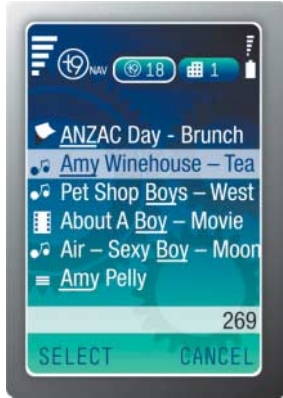 t9 NAV t9 18 1
ANZAC Day - Brunch
Amy Winehouse – Tea
Pet Shop Boys – West
About A Boy – Movie
Air – Sexy Boy – Moon
Amy Pelly
269
SELECT CANCEL